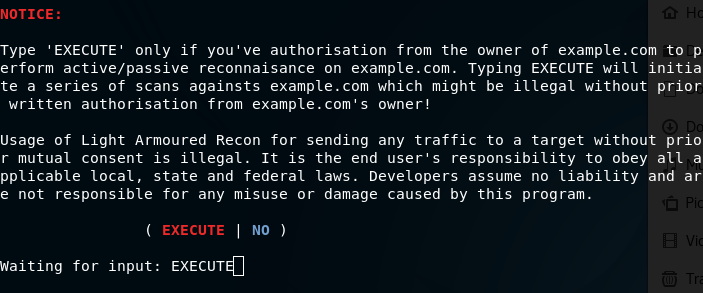 NOTICE:
Type 'EXECUTE' only if you've authorisation from the owner of example.com to p
erform active/passive reconnaisance on example.com. Typing EXECUTE will initia
te a series of scans againsts example.com which might be illegal without prior
 written authorisation from example.com's owner!
Usage of Light Armoured Recon for sending any traffic to a target without prio
r mutual consent is illegal. It is the end user's responsibility to obey all a
pplicable local, state and federal laws. Developers assume no liability and ar
e not responsible for any misuse or damage caused by this program.
( EXECUTE | NO )
Waiting for input: EXECUTE
Ho
Do
Pic
Vid
Tra